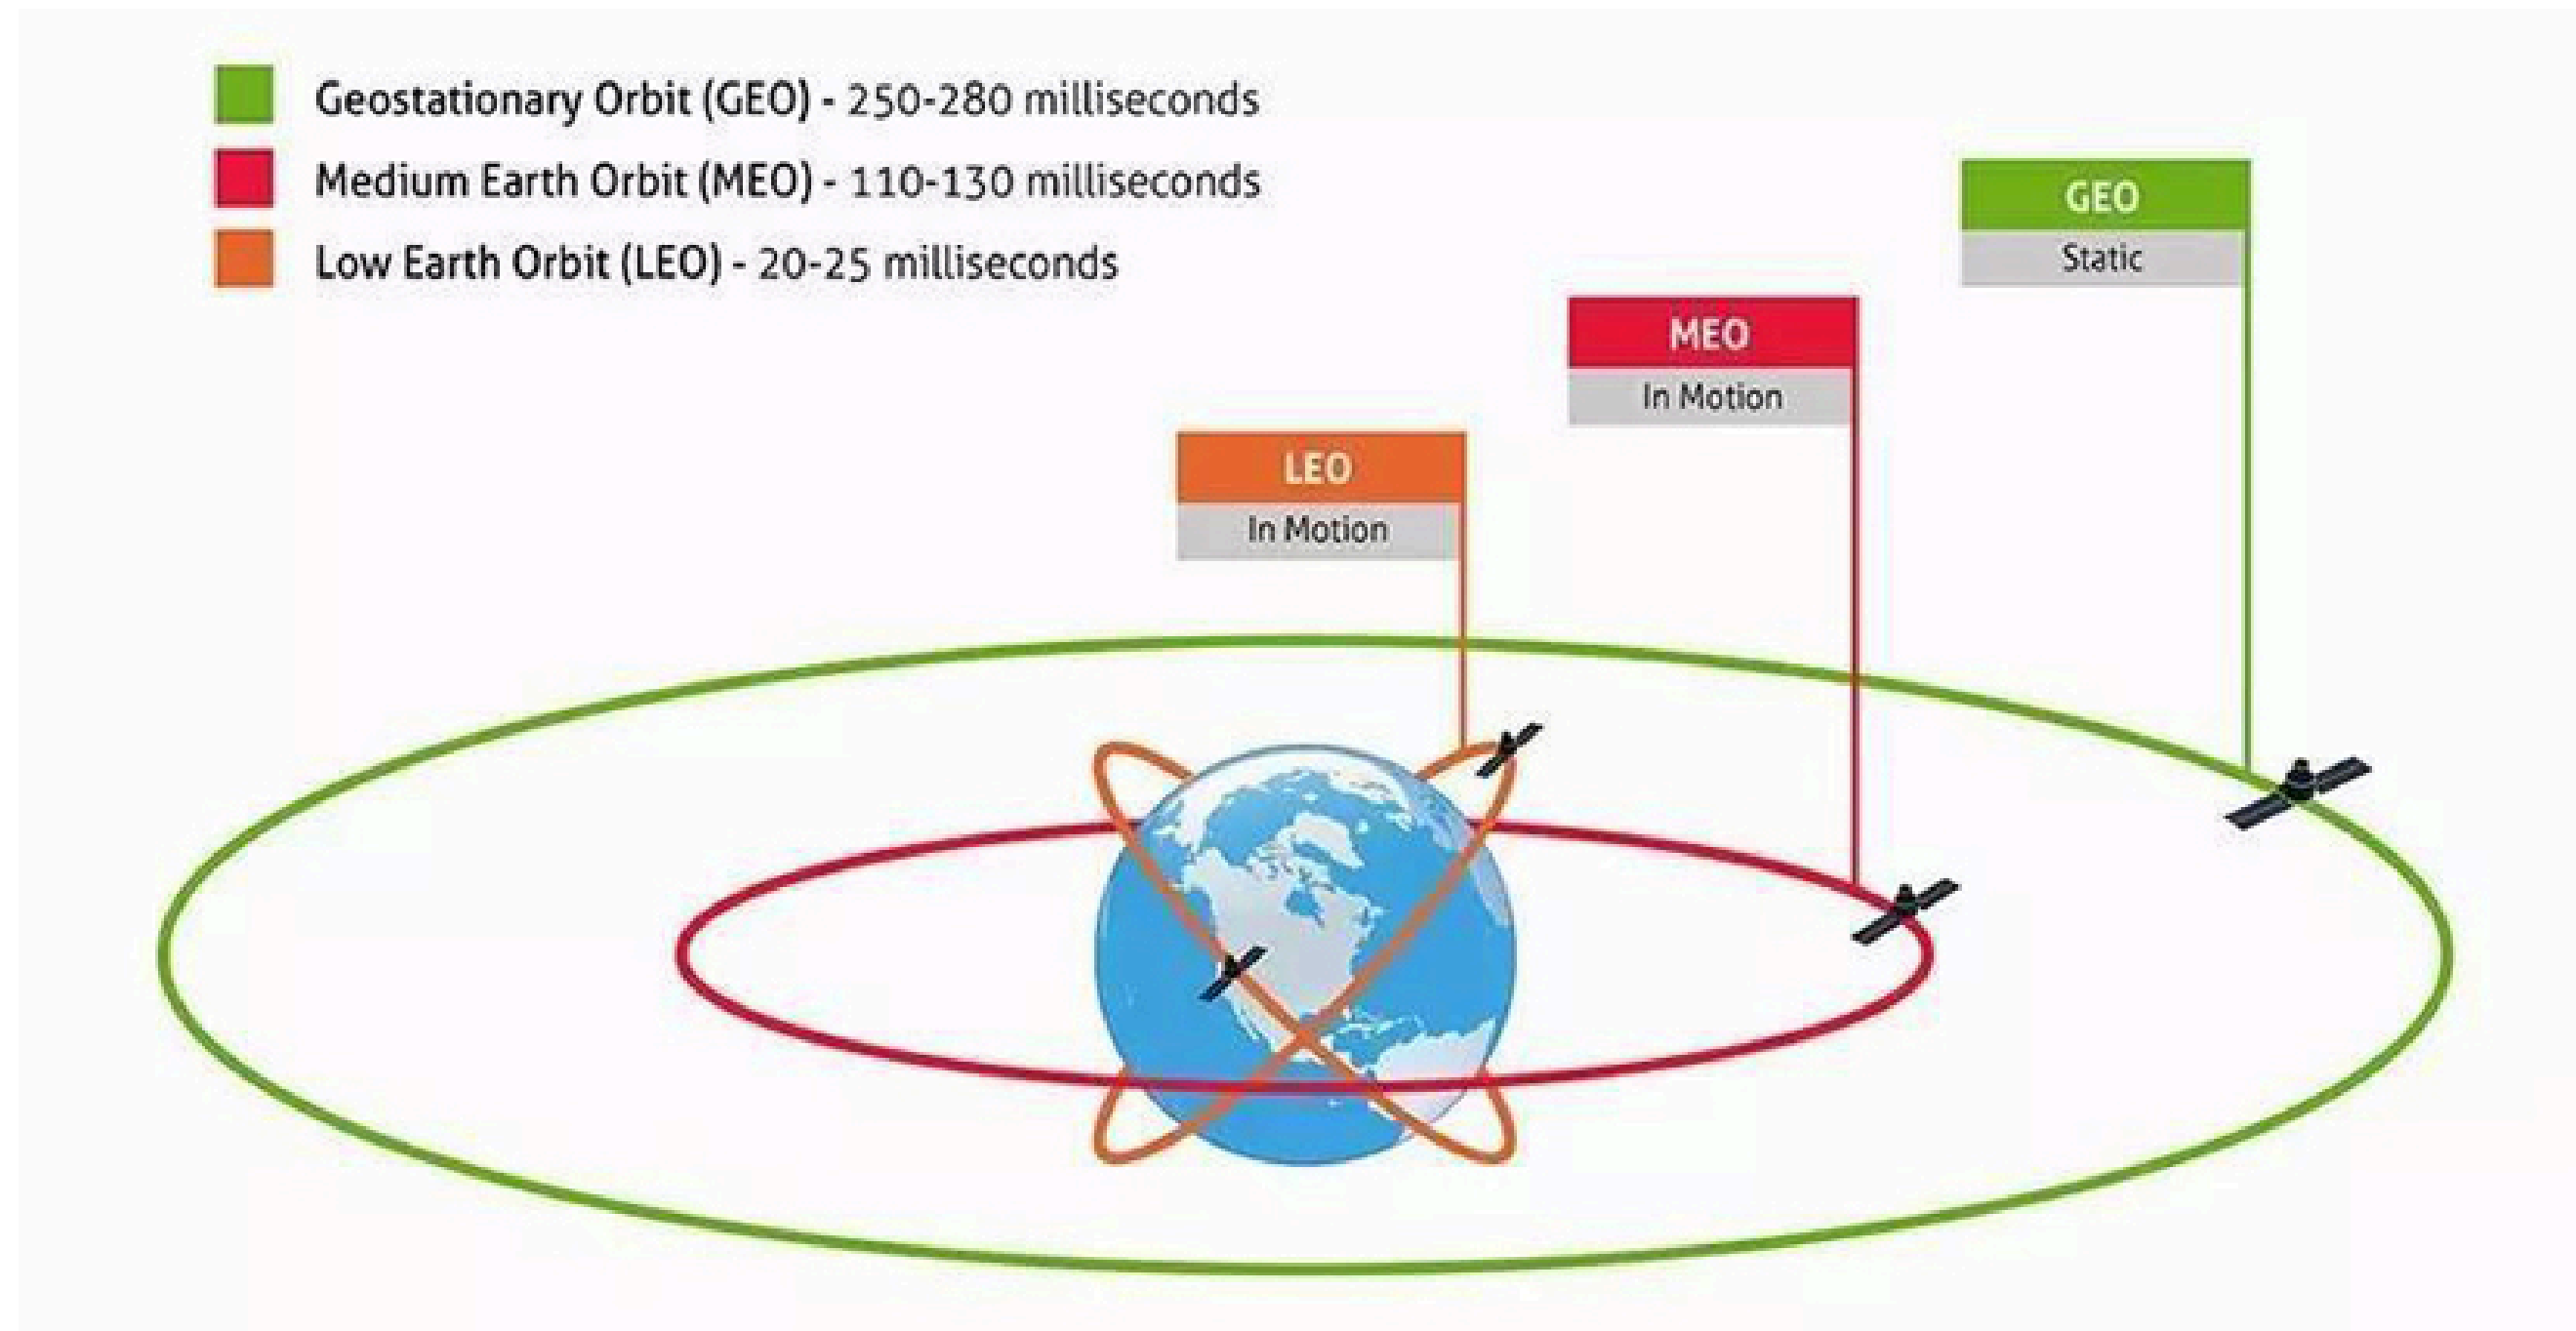 Geostationary Orbit (GEO) - 250-280 milliseconds
Medium Earth Orbit (MEO) - 110-130 milliseconds
Low Earth Orbit (LEO) - 20-25 milliseconds
GEO
Static
MEO
In Motion
LEO
In Motion